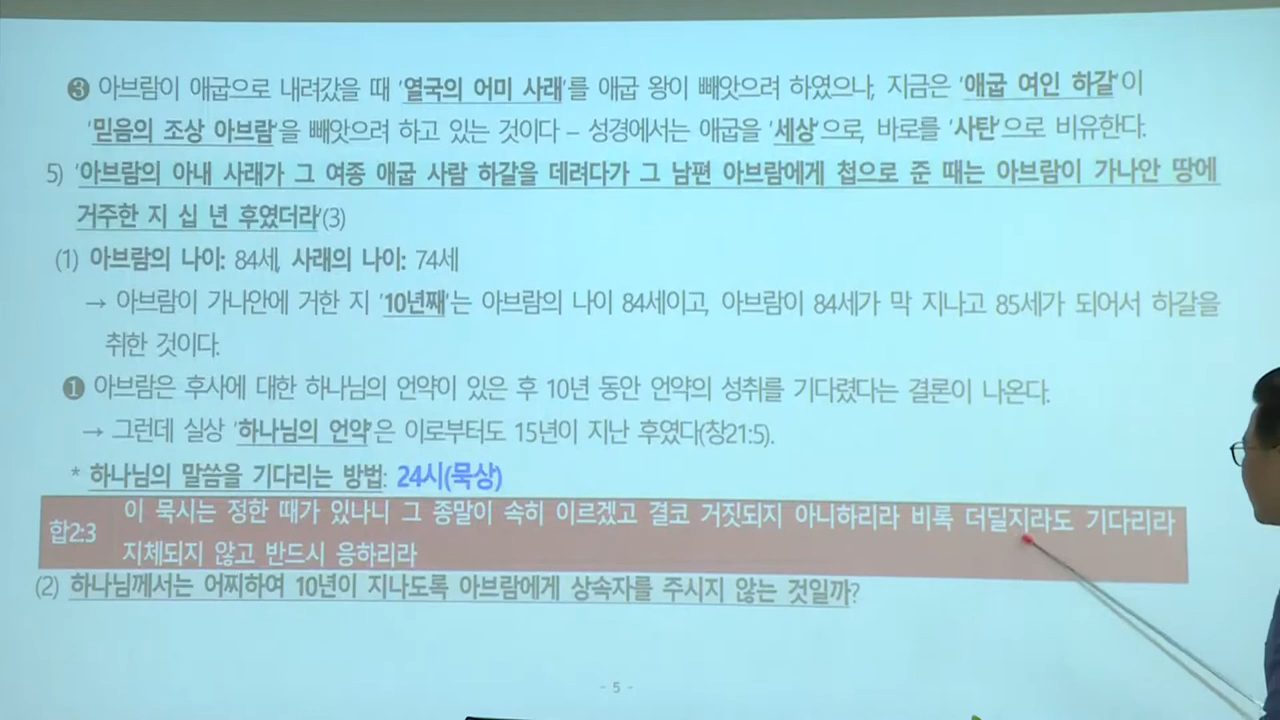 ❸ 아브람이 애굽으로 내려갔을 때 '열국의 어미 사래'를 애굽 왕이 빼앗으려 하였으나, 지금은 '애굽 여인 하갈'이
'믿음의 조상 아브람'을 빼앗으려 하고 있는 것이다 – 성경에서는 애굽을 '세상'으로, 바로를 '사탄'으로 비유한다.
5) '아브람의 아내 사래가 그 여종 애굽 사람 하갈을 데려다가 그 남편 아브람에게 첩으로 준 때는 아브람이 가나안 땅에
거주한 지 십 년 후였더라'(3)
(1) 아브람의 나이: 84세, 사래의 나이: 74세
→ 아브람이 가나안에 거한 지 '10년째'는 아브람의 나이 84세이고, 아브람이 84세가 막 지나고 85세가 되어서 하갈을
취한 것이다.
❶ 아브람은 후사에 대한 하나님의 언약이 있은 후 10년 동안 언약의 성취를 기다렸다는 결론이 나온다.
→ 그런데 실상 '하나님의 언약'은 이로부터도 15년이 지난 후였다(창21:5).
* 하나님의 말씀을 기다리는 방법: 24시(묵상)
합2:3 이 묵시는 정한 때가 있나니 그 종말이 속히 이르겠고 결코 거짓되지 아니하리라 비록 더딜지라도 기다리라
지체되지 않고 반드시 응하리라
(2) 하나님께서는 어찌하여 10년이 지나도록 아브람에게 상속자를 주시지 않는 것일까?
- 5 -